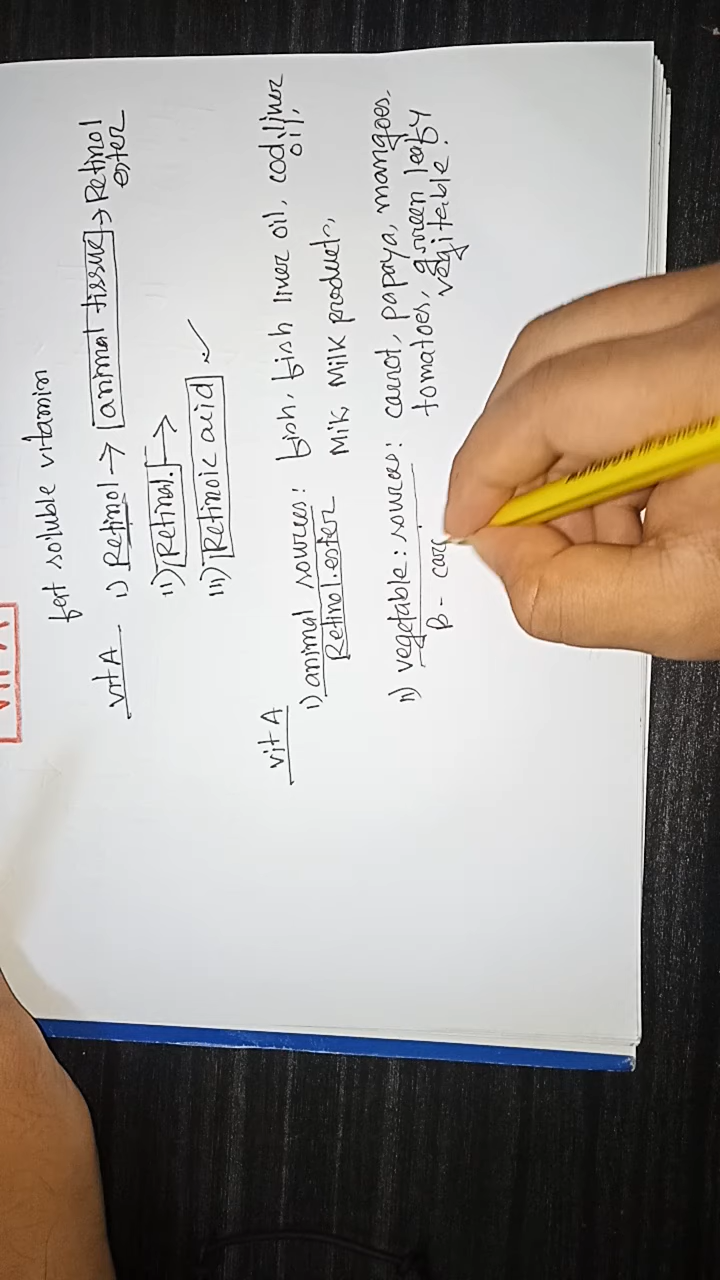 VIT A
fat soluble vitamin
vit A i) Retinol → animal tissue → Retinol ester
ii) Retinal. →
iii) Retinoic acid ✓
vit A
i) animal sources: fish, fish liver oil, cod liver oil,
Retinol.ester Mik, Milk products,
ii) vegetable: sources: carrot, papaya, mangoes,
tomatoes, green leafy vegitable.
β- car